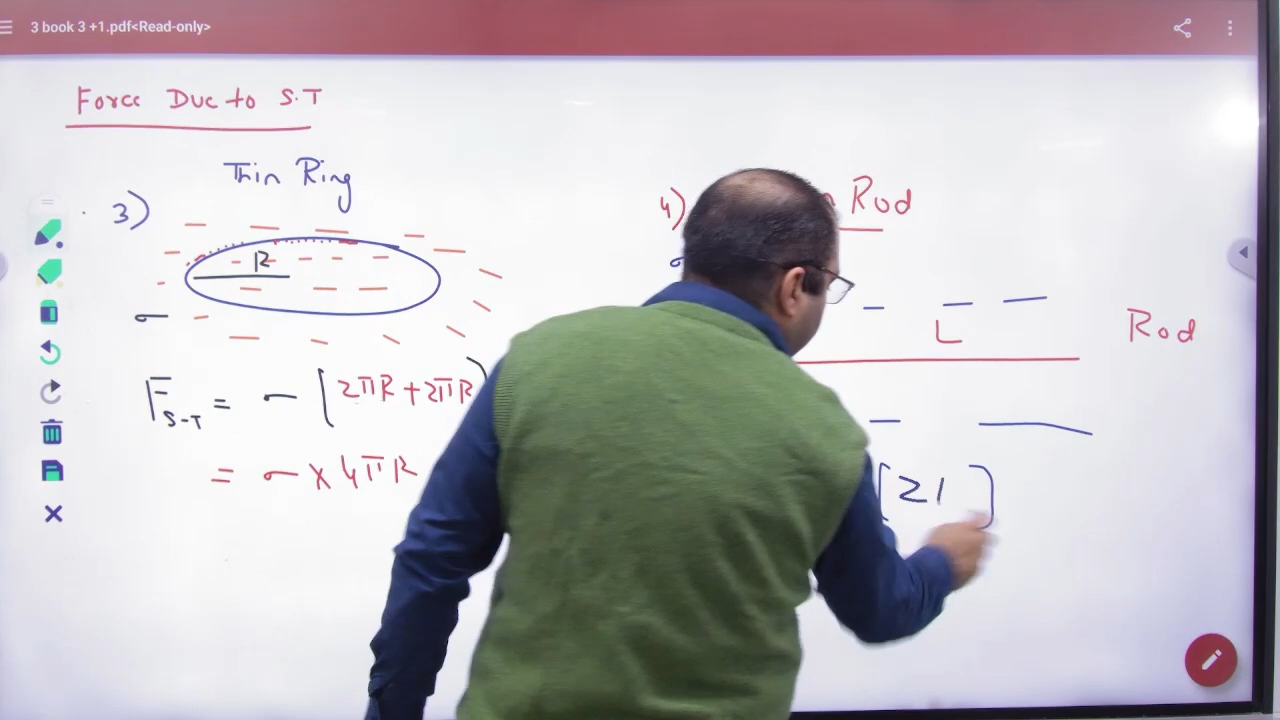 3 book 3 +1.pdf<Read-only>
Force Due to S.T
Thin Ring
3)
R
σ
F_S-T = σ [2πR + 2πR
= σ × 4πR
4) Rod
σ
L
Rod
[2l]